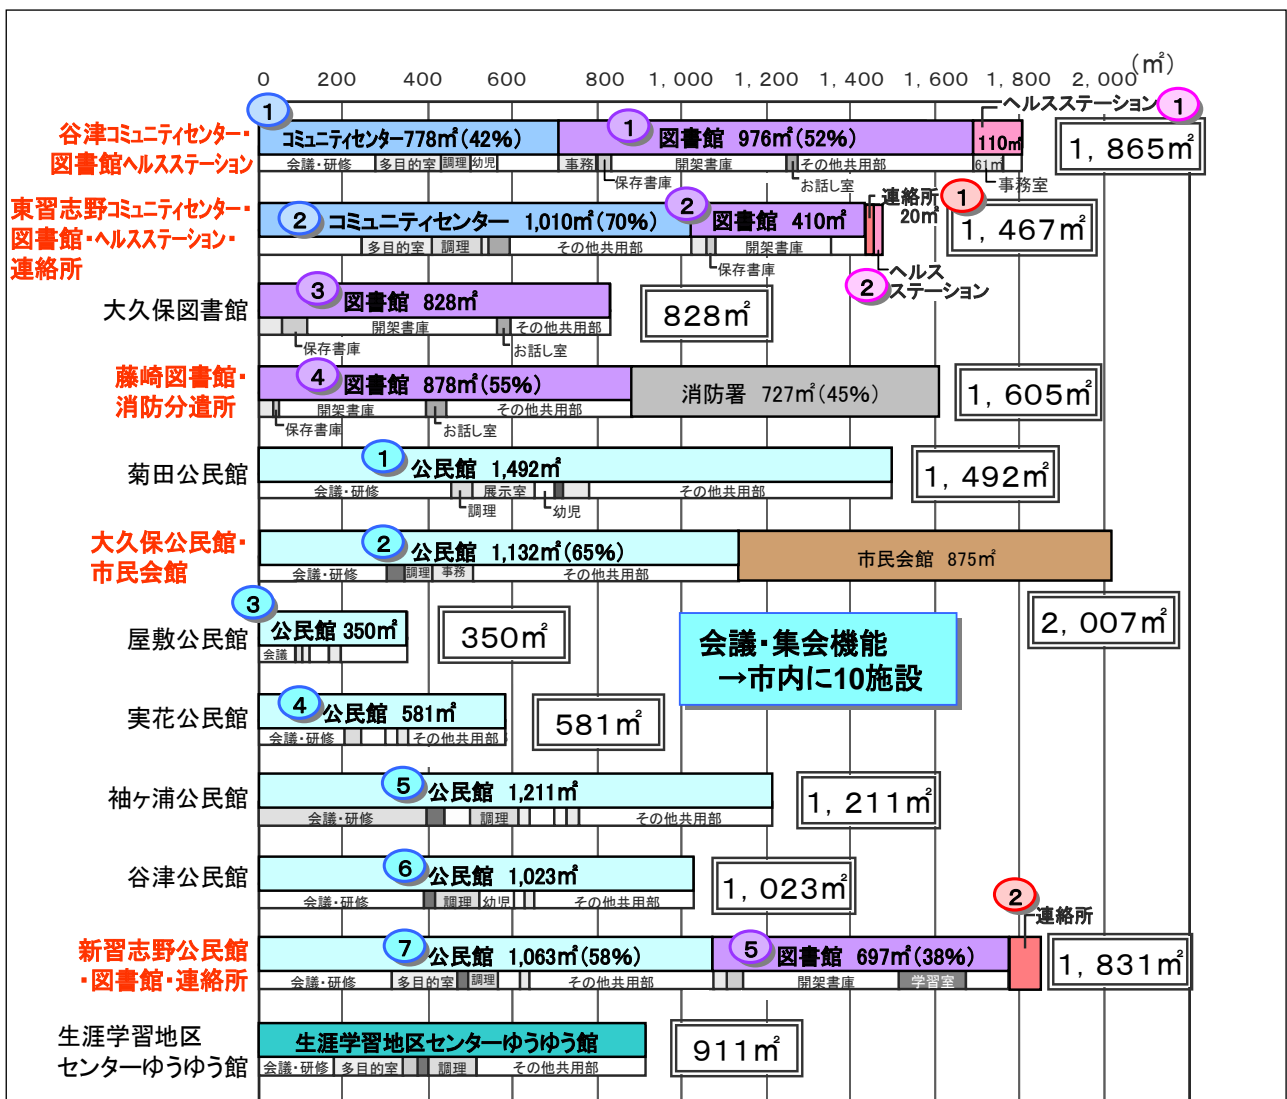 (㎡)
0 200 400 600 800 1,000 1,200 1,400 1,600 1,800 2,000
谷津コミュニティセンター・
図書館ヘルスステーション
1
コミュニティセンター778㎡(42%)
1
図書館 976㎡(52%)
ヘルスステーション
1
110㎡
1,865㎡
会議・研修 多目的室 調理 幼児 事務 開架書庫 その他共用部 61㎡
保存書庫 お話し室 事務室
東習志野コミュニティセンター・
図書館・ヘルスステーション・
連絡所
2
コミュニティセンター 1,010㎡(70%)
2
図書館 410㎡
連絡所
20㎡
1
1,467㎡
多目的室 調理 その他共用部 開架書庫
保存書庫
ヘルス
ステーション
2
大久保図書館
3
図書館 828㎡
828㎡
開架書庫 その他共用部
保存書庫 お話し室
藤崎図書館・
消防分遣所
4
図書館 878㎡(55%)
消防署 727㎡(45%)
1,605㎡
開架書庫 その他共用部
保存書庫 お話し室
菊田公民館
1
公民館 1,492㎡
1,492㎡
会議・研修 展示室 その他共用部
調理 幼児
大久保公民館・
市民会館
2
公民館 1,132㎡(65%)
市民会館 875㎡
2,007㎡
会議・研修 調理 事務 その他共用部
屋敷公民館
3
公民館 350㎡
350㎡
会議
会議・集会機能
→市内に10施設
実花公民館
4
公民館 581㎡
581㎡
会議・研修 その他共用部
袖ヶ浦公民館
5
公民館 1,211㎡
1,211㎡
会議・研修 調理 その他共用部
谷津公民館
6
公民館 1,023㎡
1,023㎡
会議・研修 調理 幼児 その他共用部
新習志野公民館
・図書館・連絡所
7
公民館 1,063㎡(58%)
5
図書館 697㎡(38%)
2
連絡所
1,831㎡
会議・研修 多目的室 調理 その他共用部 開架書庫 学習室
生涯学習地区
センターゆうゆう館
生涯学習地区センターゆうゆう館
911㎡
会議・研修 多目的室 調理 その他共用部